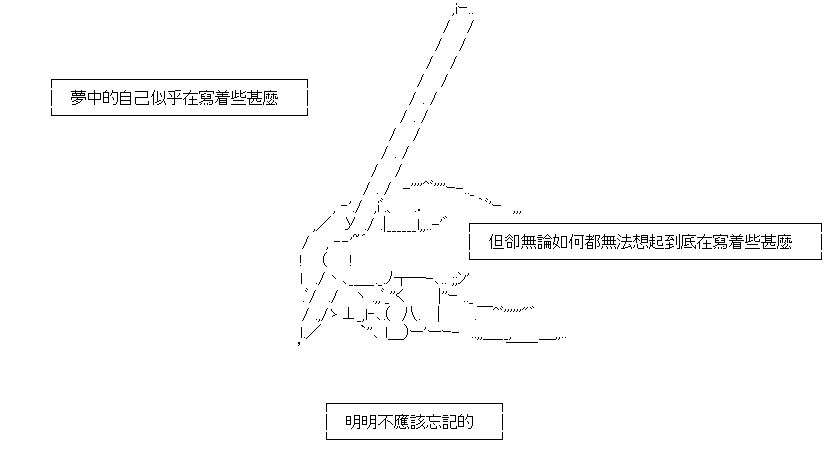 夢中的自己似乎在寫着些甚麼
但卻無論如何都無法想起到底在寫着些甚麼
明明不應該忘記的